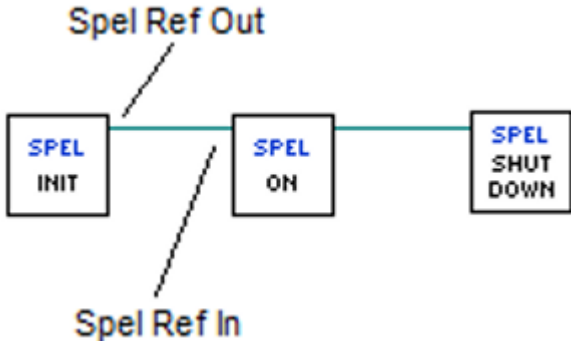 Spel Ref Out
SPEL
INIT
SPEL
ON
SPEL
SHUT
DOWN
Spel Ref In